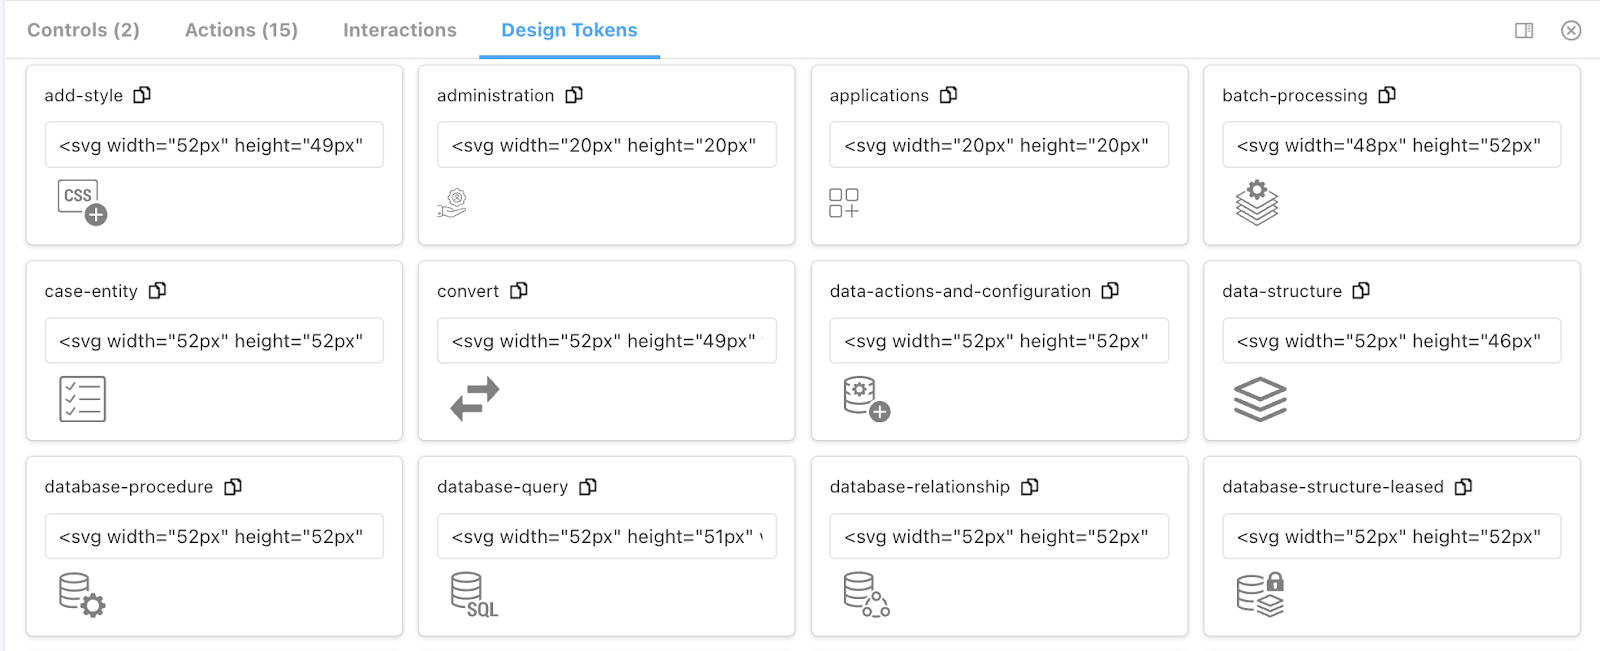 Controls (2) Actions (15) Interactions Design Tokens
add-style administration applications batch-processing
<svg width="52px" height="49px" <svg width="20px" height="20px" <svg width="20px" height="20px" <svg width="48px" height="52px"
CSS
case-entity convert data-actions-and-configuration data-structure
<svg width="52px" height="52px" <svg width="52px" height="49px" <svg width="52px" height="52px" <svg width="52px" height="46px"
database-procedure database-query database-relationship database-structure-leased
<svg width="52px" height="52px" <svg width="52px" height="51px" <svg width="52px" height="52px" <svg width="52px" height="52px"
SQL